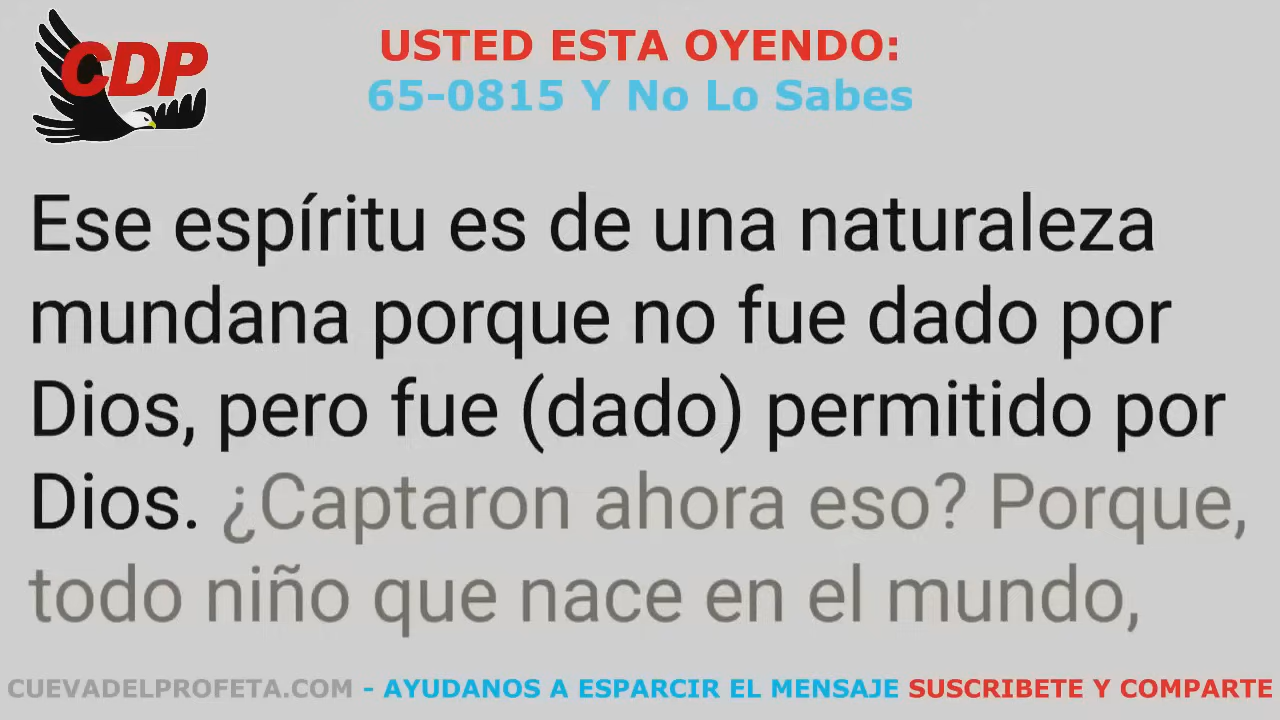 CDP
USTED ESTA OYENDO:
65-0815 Y No Lo Sabes
Ese espíritu es de una naturaleza
mundana porque no fue dado por
Dios, pero fue (dado) permitido por
Dios. ¿Captaron ahora eso? Porque,
todo niño que nace en el mundo,
CUEVADELPROFETA.COM - AYUDANOS A ESPARCIR EL MENSAJE SUSCRIBETE Y COMPARTE